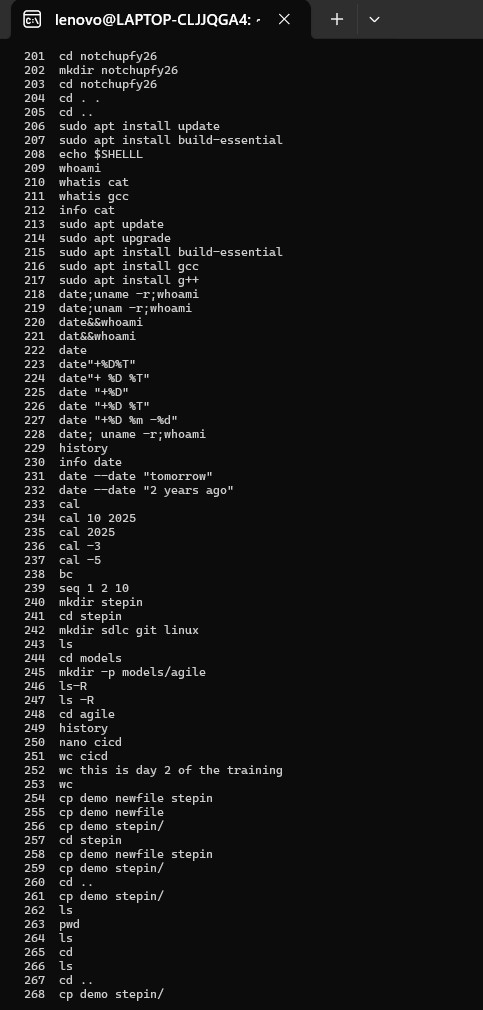 lenovo@LAPTOP-CLJJQGA4: ~
201 cd notchupfy26
202 mkdir notchupfy26
203 cd notchupfy26
204 cd . .
205 cd ..
206 sudo apt install update
207 sudo apt install build-essential
208 echo $SHELLL
209 whoami
210 whatis cat
211 whatis gcc
212 info cat
213 sudo apt update
214 sudo apt upgrade
215 sudo apt install build-essential
216 sudo apt install gcc
217 sudo apt install g++
218 date;uname -r;whoami
219 date;unam -r;whoami
220 date&&whoami
221 dat&&whoami
222 date
223 date"+%D%T"
224 date"+ %D %T"
225 date "+%D"
226 date "+%D %T"
227 date "+%D %m -%d"
228 date; uname -r;whoami
229 history
230 info date
231 date --date "tomorrow"
232 date --date "2 years ago"
233 cal
234 cal 10 2025
235 cal 2025
236 cal -3
237 cal -5
238 bc
239 seq 1 2 10
240 mkdir stepin
241 cd stepin
242 mkdir sdlc git linux
243 ls
244 cd models
245 mkdir -p models/agile
246 ls-R
247 ls -R
248 cd agile
249 history
250 nano cicd
251 wc cicd
252 wc this is day 2 of the training
253 wc
254 cp demo newfile stepin
255 cp demo newfile
256 cp demo stepin/
257 cd stepin
258 cp demo newfile stepin
259 cp demo stepin/
260 cd ..
261 cp demo stepin/
262 ls
263 pwd
264 ls
265 cd
266 ls
267 cd ..
268 cp demo stepin/